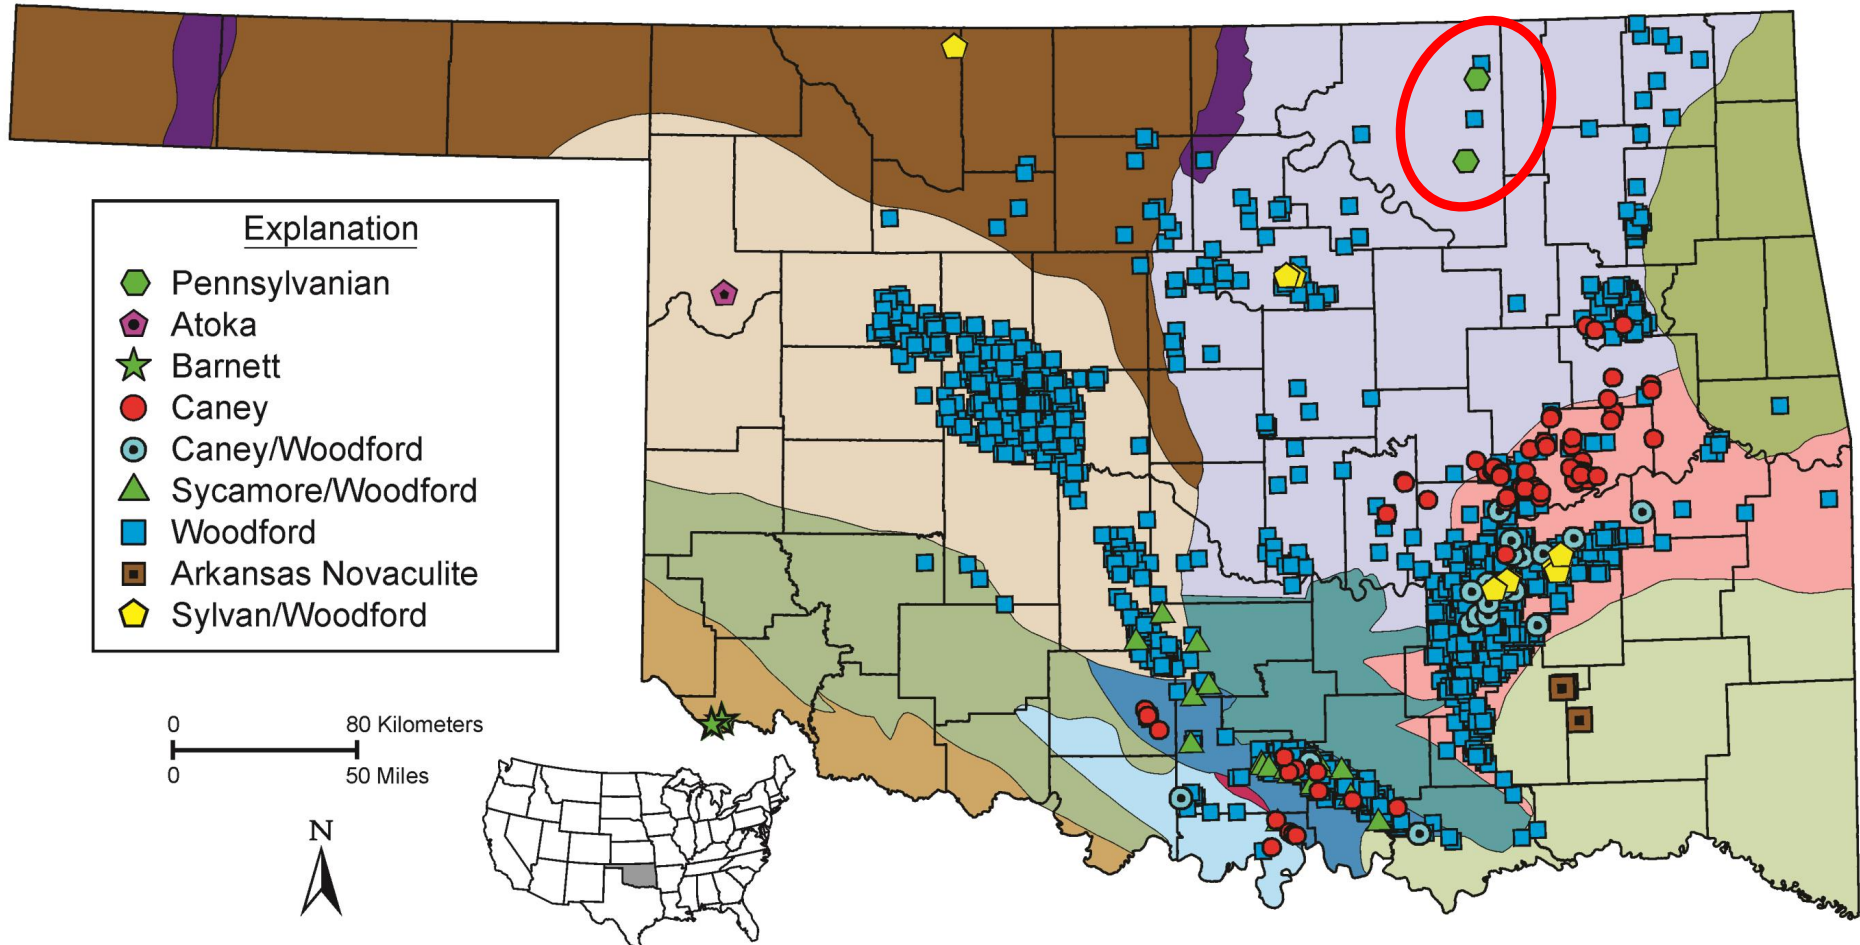 Explanation
Pennsylvanian
Atoka
Barnett
Caney
Caney/Woodford
Sycamore/Woodford
Woodford
Arkansas Novaculite
Sylvan/Woodford
0 80 Kilometers
0 50 Miles
N